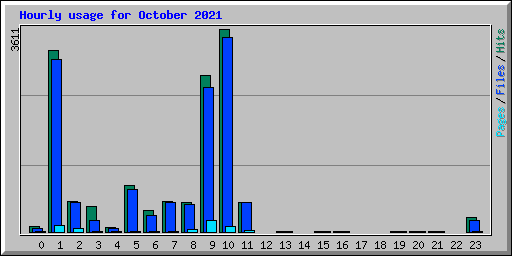 Hourly usage for October 2021
3611
Pages/Files/Hits
0 1 2 3 4 5 6 7 8 9 10 11 12 13 14 15 16 17 18 19 20 21 22 23